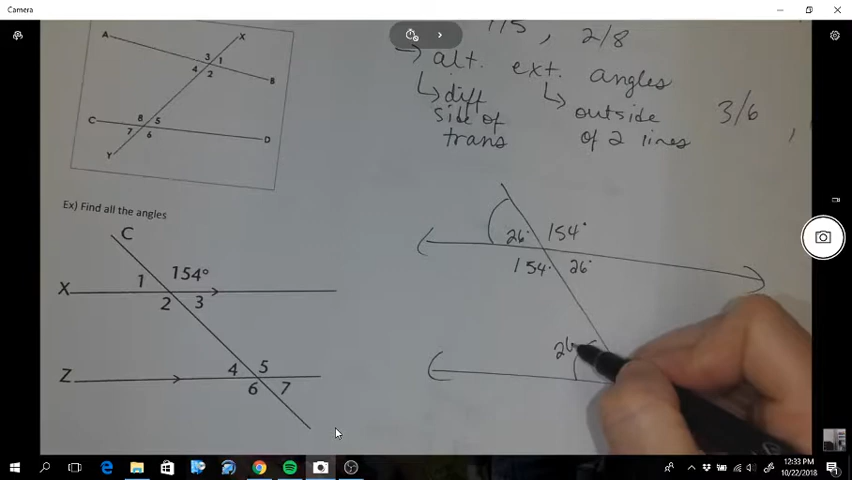 Camera
A
X
3
1
4
2
B
8
5
C
7
6
D
Y
1/5 , 2/8
→ alt. ext. angles
↳ diff ↳ outside
side of of 2 lines 3/6 ,
trans
Ex) Find all the angles
C
154°
X 1
2 3
4 5
Z
6 7
26° 154°
154° 26°
26
12:33 PM
10/22/2018